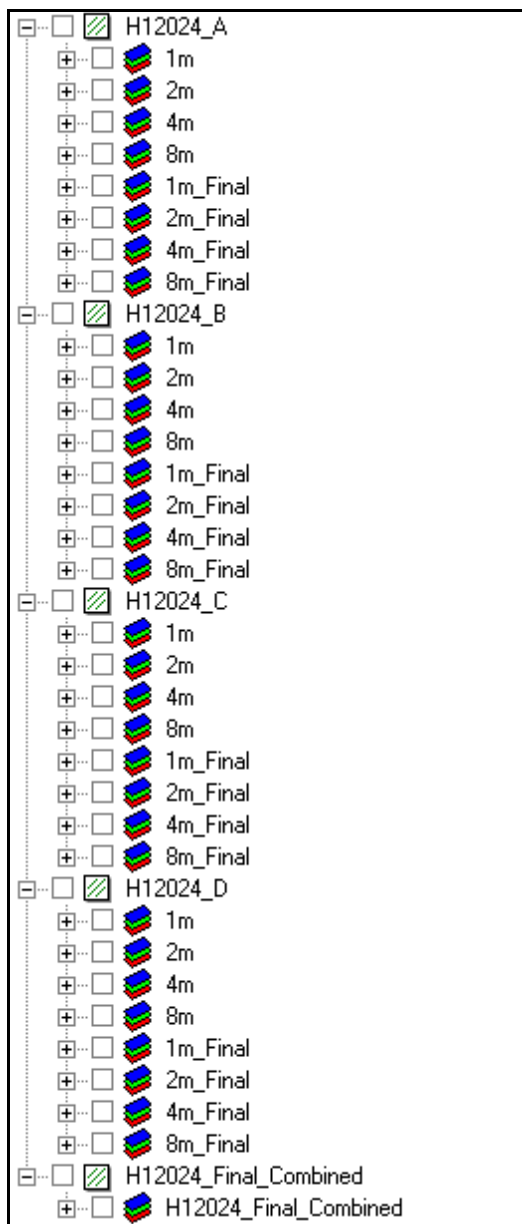 H12024_A
1m
2m
4m
8m
1m_Final
2m_Final
4m_Final
8m_Final
H12024_B
1m
2m
4m
8m
1m_Final
2m_Final
4m_Final
8m_Final
H12024_C
1m
2m
4m
8m
1m_Final
2m_Final
4m_Final
8m_Final
H12024_D
1m
2m
4m
8m
1m_Final
2m_Final
4m_Final
8m_Final
H12024_Final_Combined
H12024_Final_Combined